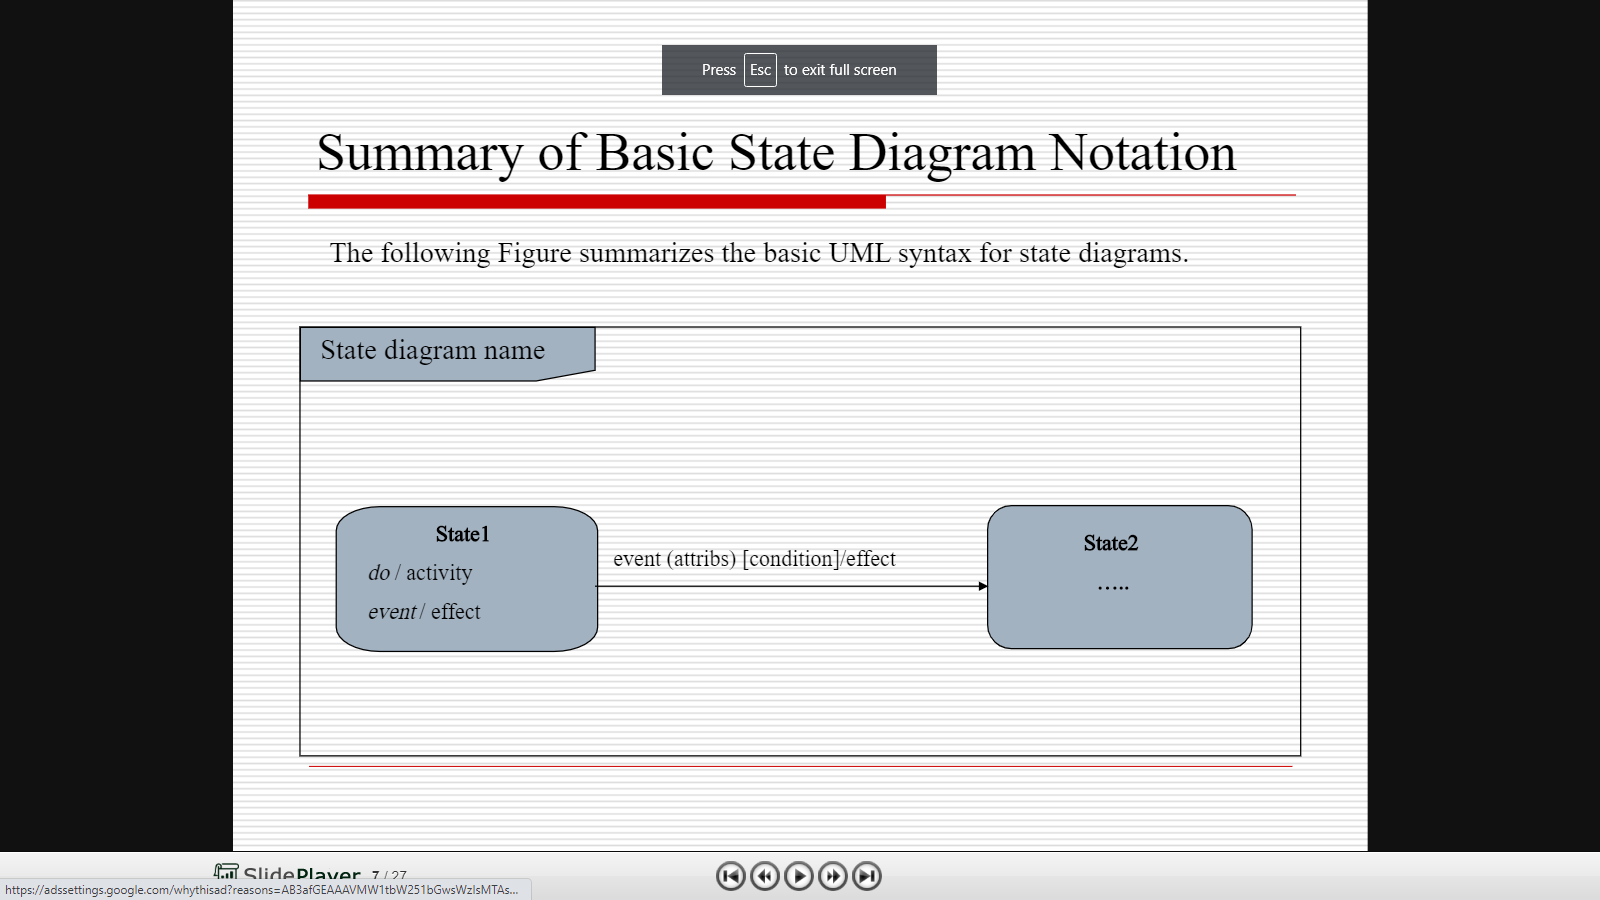 Press Esc to exit full screen
Summary of Basic State Diagram Notation
The following Figure summarizes the basic UML syntax for state diagrams.
State diagram name
State1
do / activity
event / effect
event (attribs) [condition]/effect
State2
.....
SlidePlayer 7 / 27
https://adssettings.google.com/whythisad?reasons=AB3afGEAAAVMW1tbW251bGwsWzIsMTAs...